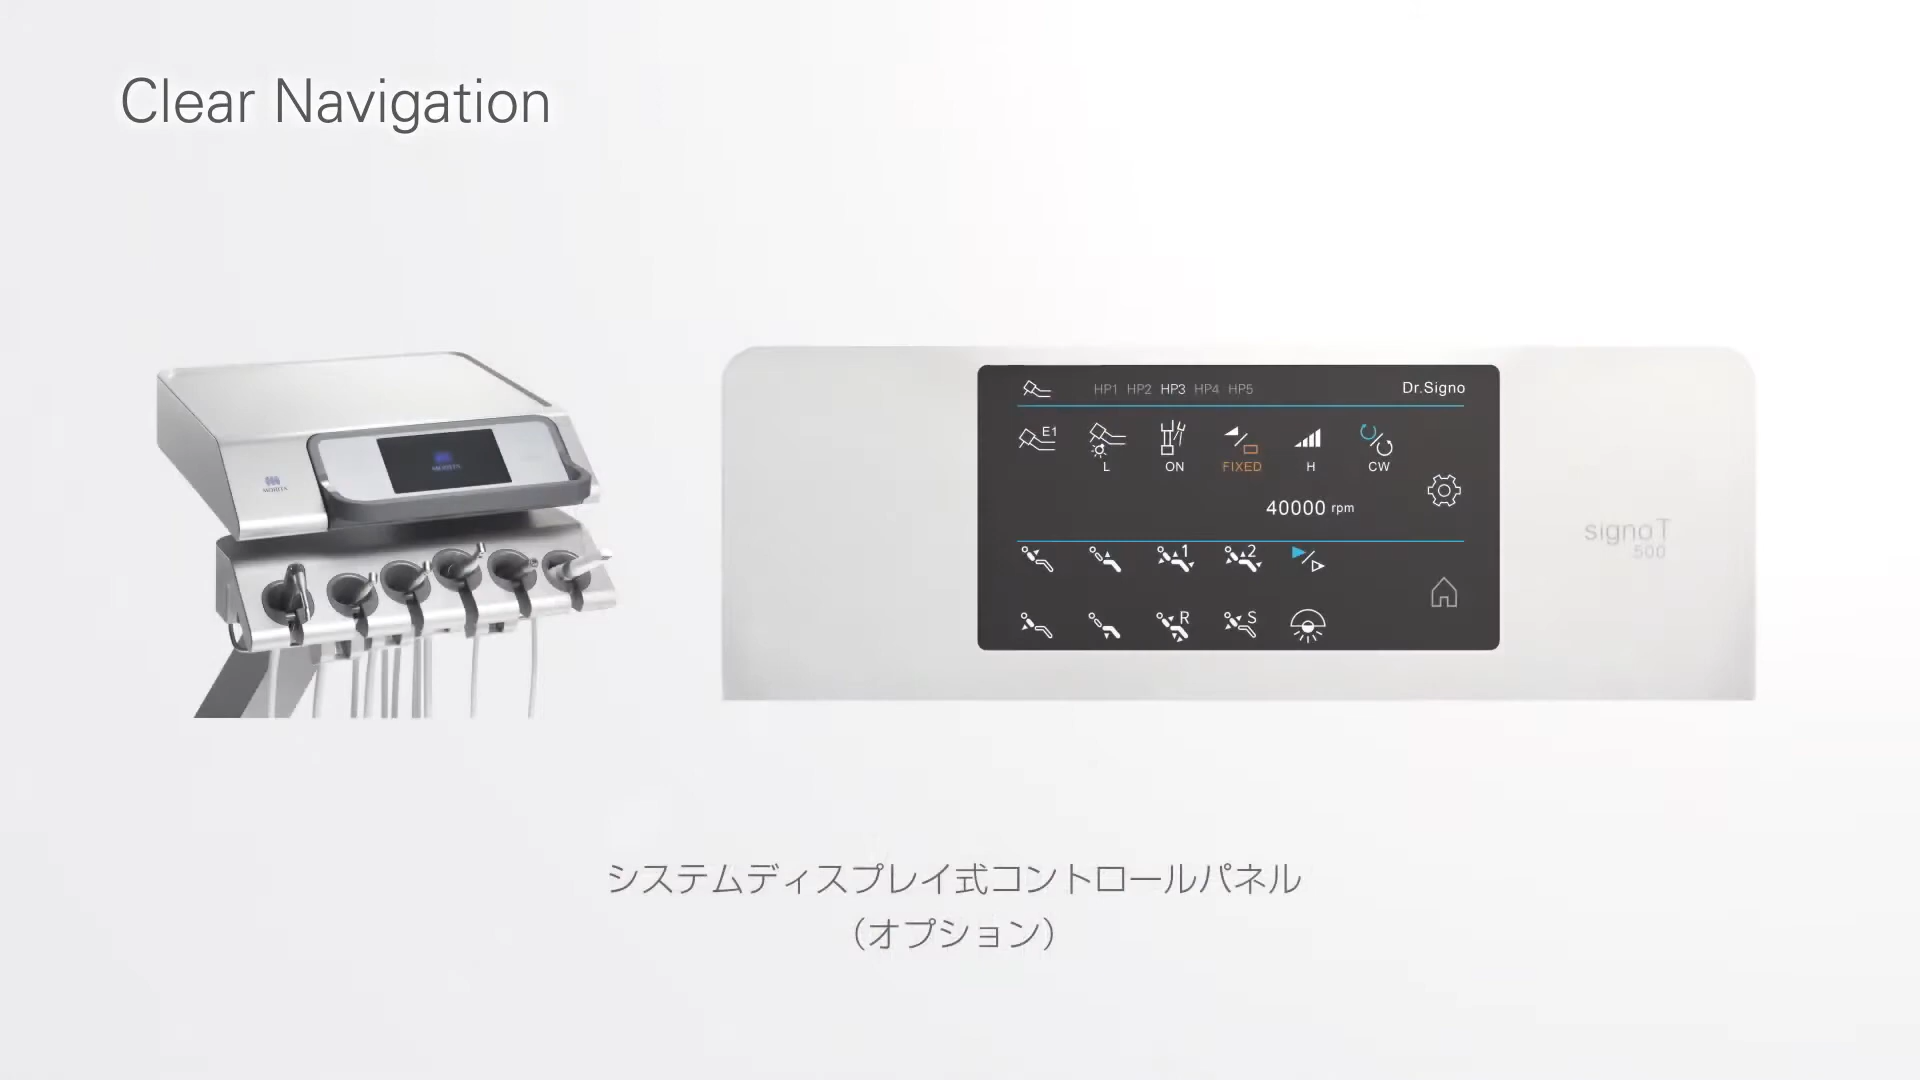 Clear Navigation
HP1 HP2 HP3 HP4 HP5
Dr.Signo
E1
L
ON
FIXED
H
CW
40000 rpm
1
2
R
S
signo T
500
MORITA
MORITA
システムディスプレイ式コントロールパネル
（オプション）